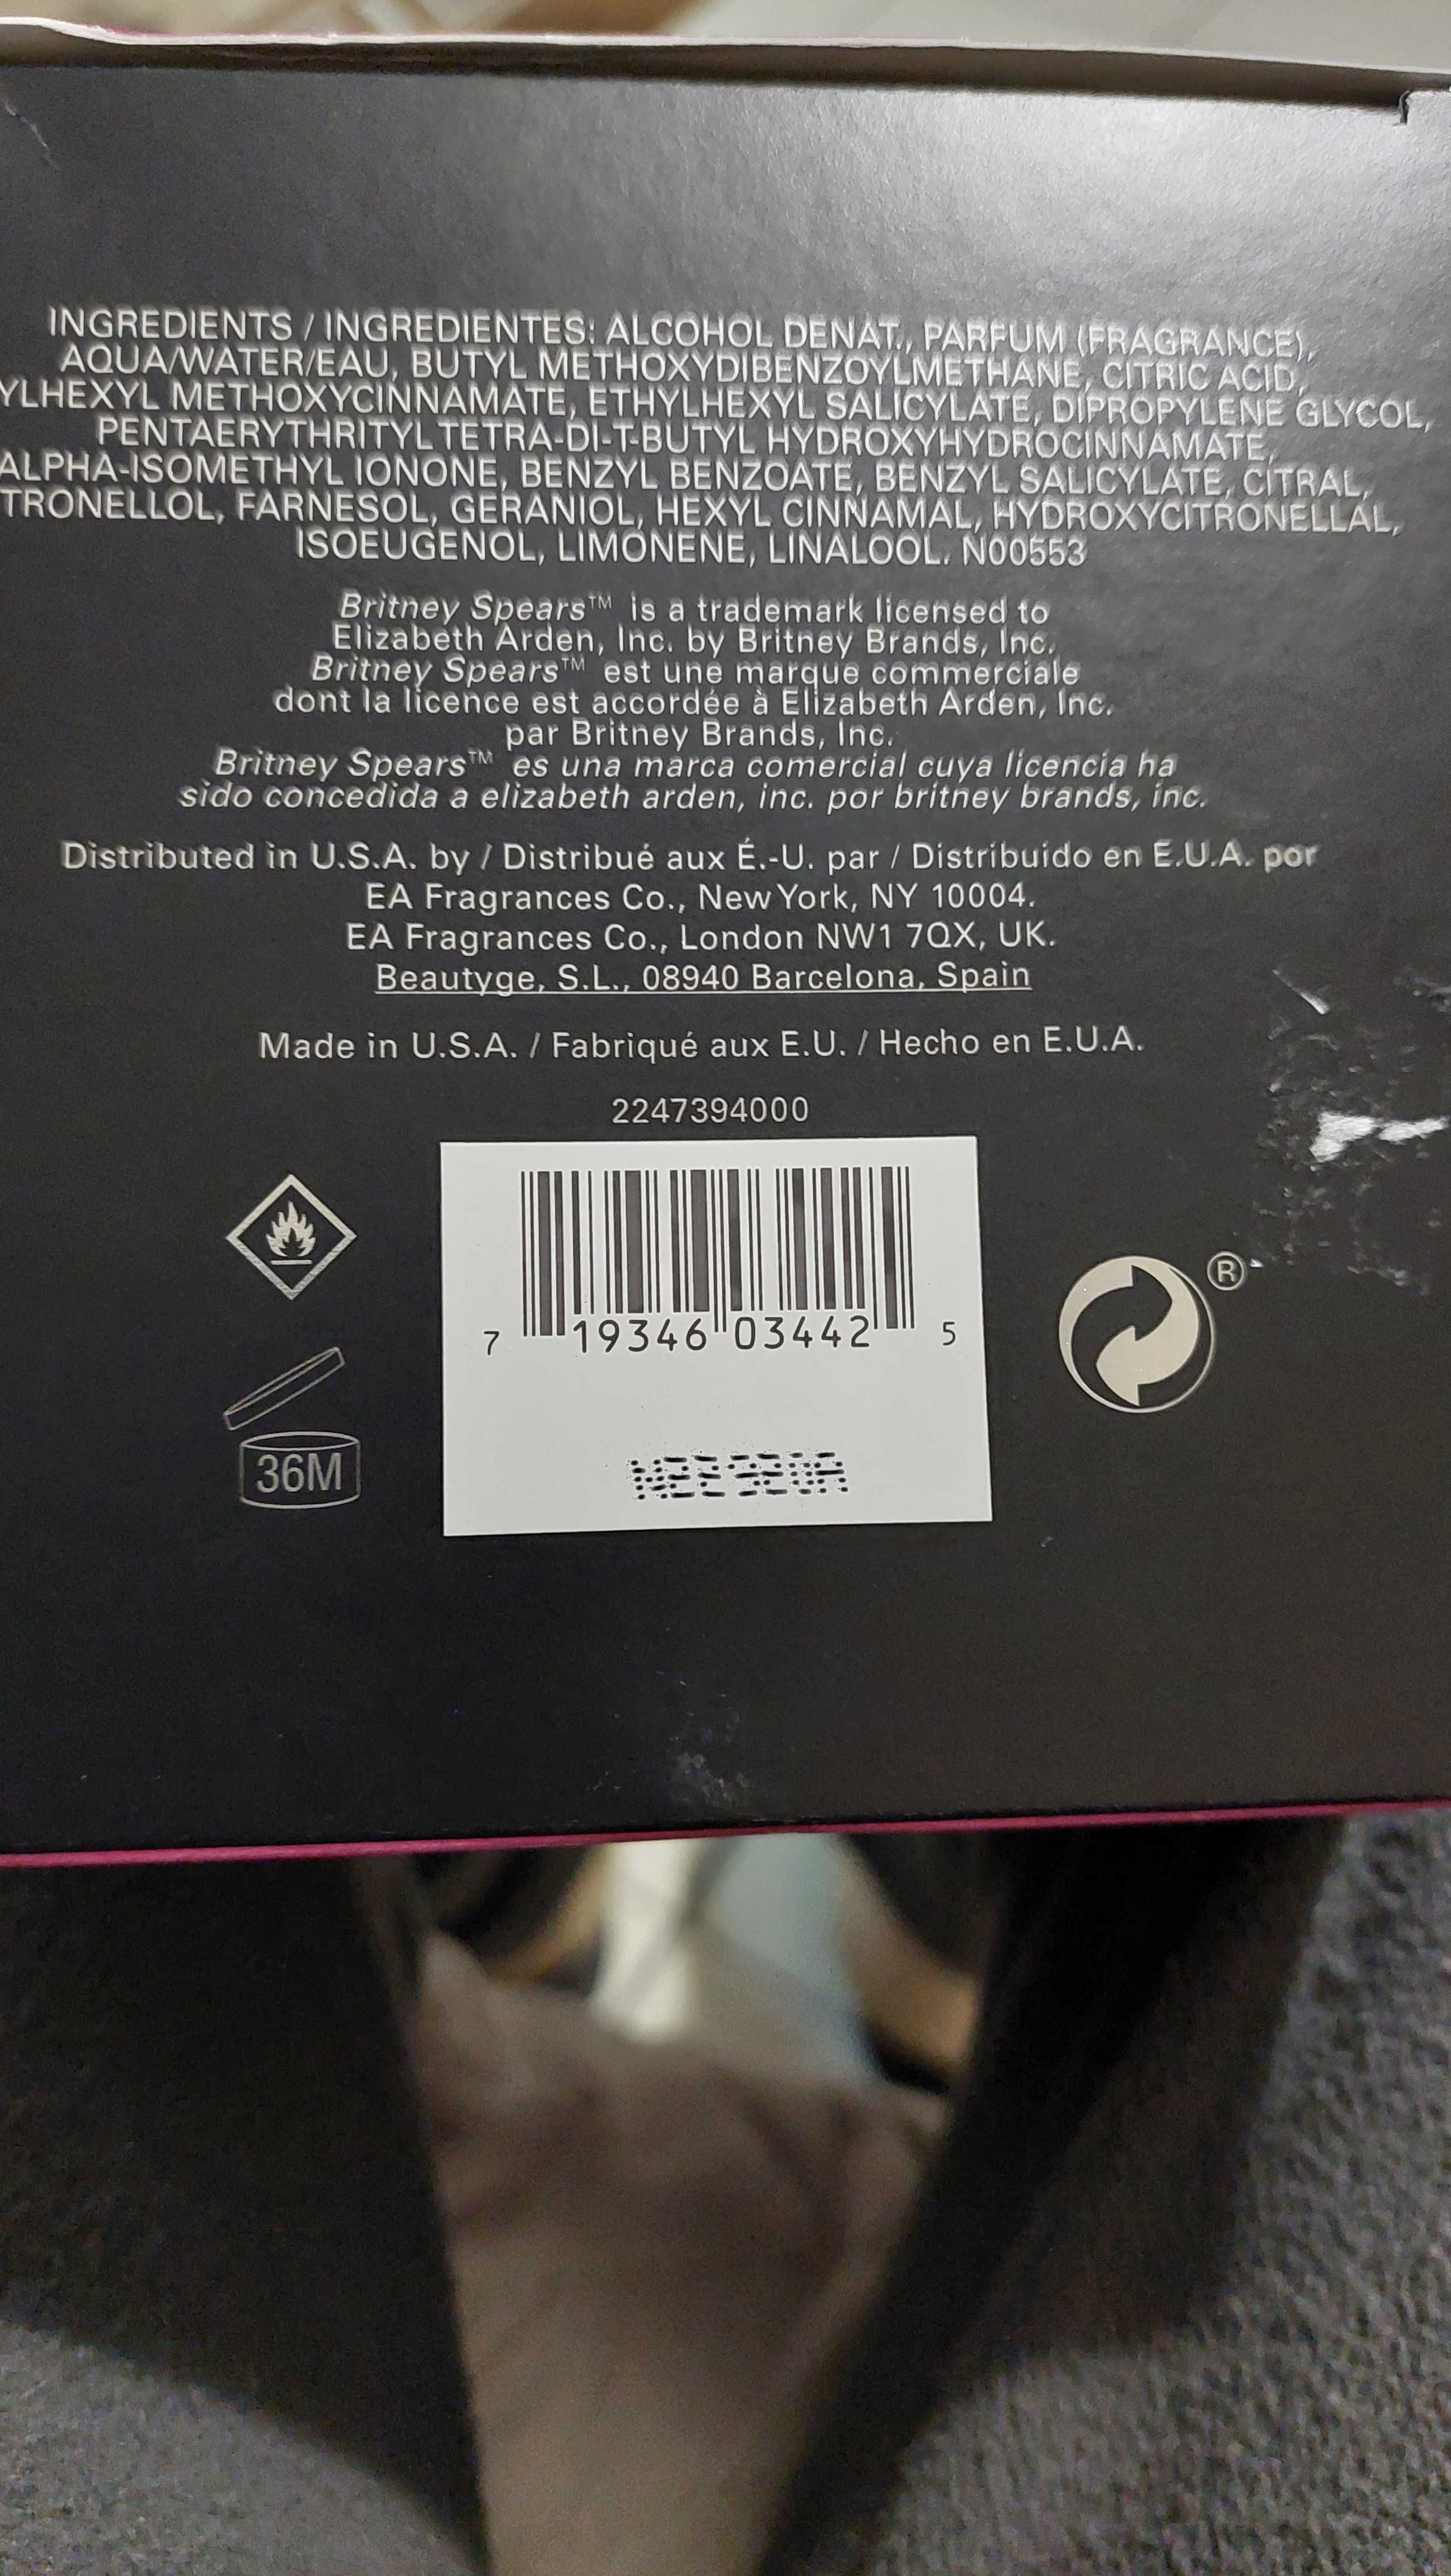 INGREDIENTS / INGREDIENTES: ALCOHOL DENAT., PARFUM (FRAGRANCE),
AQUA/WATER/EAU, BUTYL METHOXYDIBENZOYLMETHANE, CITRIC ACID,
YLHEXYL METHOXYCINNAMATE, ETHYLHEXYL SALICYLATE, DIPROPYLENE GLYCOL,
PENTAERYTHRITYL TETRA-DI-T-BUTYL HYDROXYHYDROCINNAMATE,
ALPHA-ISOMETHYL IONONE, BENZYL BENZOATE, BENZYL SALICYLATE, CITRAL,
TRONELLOL, FARNESOL, GERANIOL, HEXYL CINNAMAL, HYDROXYCITRONELLAL,
ISOEUGENOL, LIMONENE, LINALOOL. N00553
Britney Spears™ is a trademark licensed to
Elizabeth Arden, Inc. by Britney Brands, Inc.
Britney Spears™ est une marque commerciale
dont la licence est accordée à Elizabeth Arden, Inc.
par Britney Brands, Inc.
Britney Spears™ es una marca comercial cuya licencia ha
sido concedida a elizabeth arden, inc. por britney brands, inc.
Distributed in U.S.A. by / Distribué aux É.-U. par / Distribuido en E.U.A. por
EA Fragrances Co., New York, NY 10004.
EA Fragrances Co., London NW1 7QX, UK.
Beautyge, S.L., 08940 Barcelona, Spain
Made in U.S.A. / Fabriqué aux E.U. / Hecho en E.U.A.
2247394000
7 19346 03442 5
®
36M